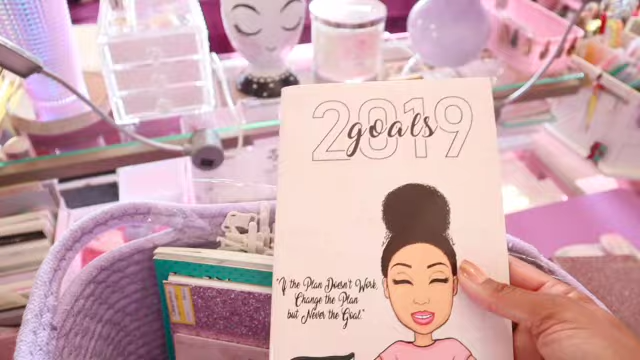 2019
goals
"If the Plan Doesn't Work,
Change the Plan
but Never the Goal."